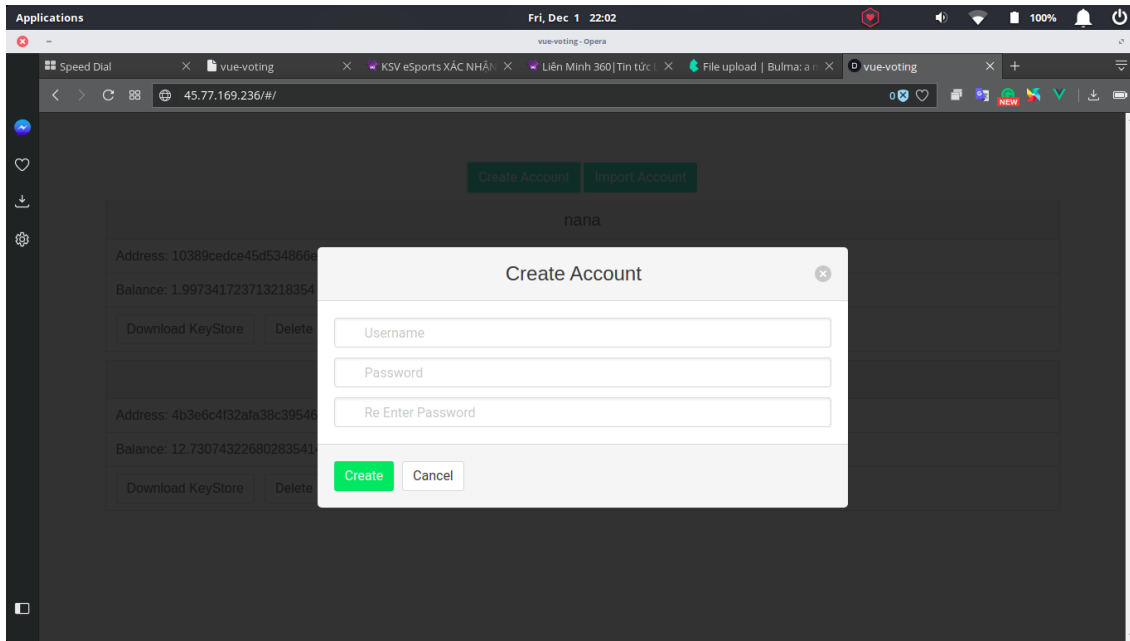 Applications Fri, Dec 1 22:02 100%
vue-voting - Opera
Speed Dial vue-voting KSV eSports XÁC NHẬN Liên Minh 360|Tin tức File upload | Bulma: a vue-voting
45.77.169.236/#/ 0 NEW
Create Account Import Account
nana
Address: 10389cedce45d534866e
Balance: 1.997341723713218354
Download KeyStore Delete
Address: 4b3e6c4f32afa38c39546
Balance: 12.7307432268028354
Download KeyStore Delete
Create Account
Username
Password
Re Enter Password
Create Cancel